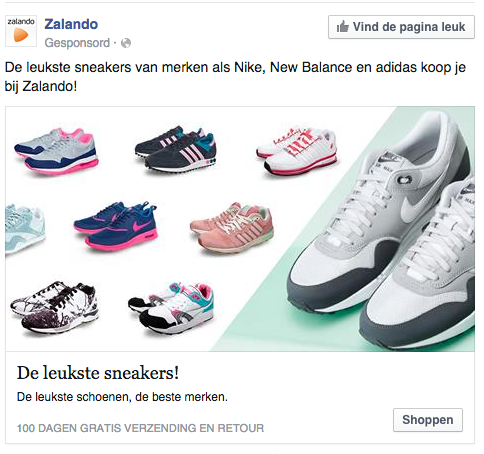 zalando
Zalando
Vind de pagina leuk
Gesponsord ·
De leukste sneakers van merken als Nike, New Balance en adidas koop je
bij Zalando!
De leukste sneakers!
De leukste schoenen, de beste merken.
Shoppen
100 DAGEN GRATIS VERZENDING EN RETOUR